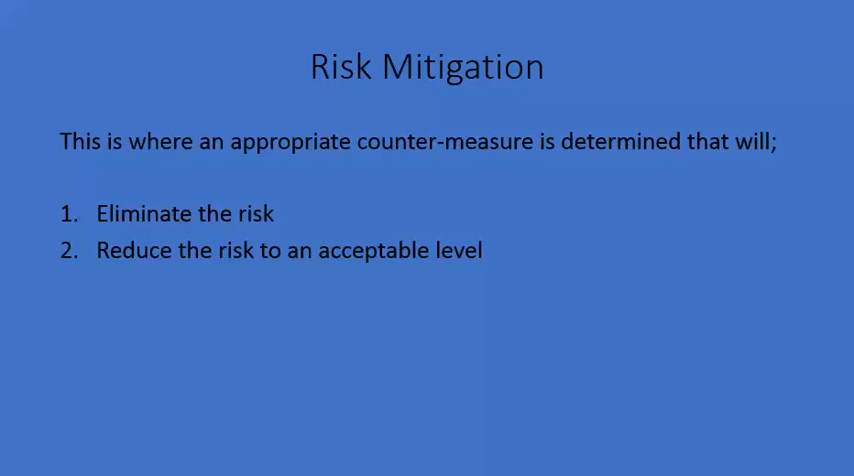 Risk Mitigation
This is where an appropriate counter-measure is determined that will;
1. Eliminate the risk
2. Reduce the risk to an acceptable level